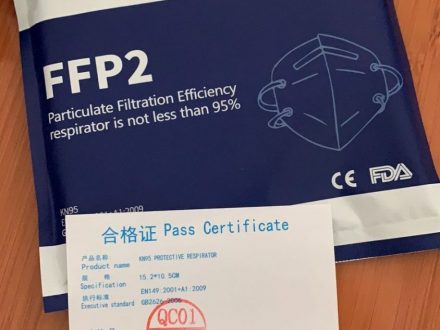 FFP2
Particulate Filtration Efficiency
respirator is not less than 95%
CE FDA
KN95
合格证 Pass Certificate
产品名称
Product name
KN95 PROTECTIVE RESPIRATOR
规 格
Specification
15.2*10.5CM
执行标准
Executive standard
EN149:2001+A1:2009
GB2626-2006
QC01